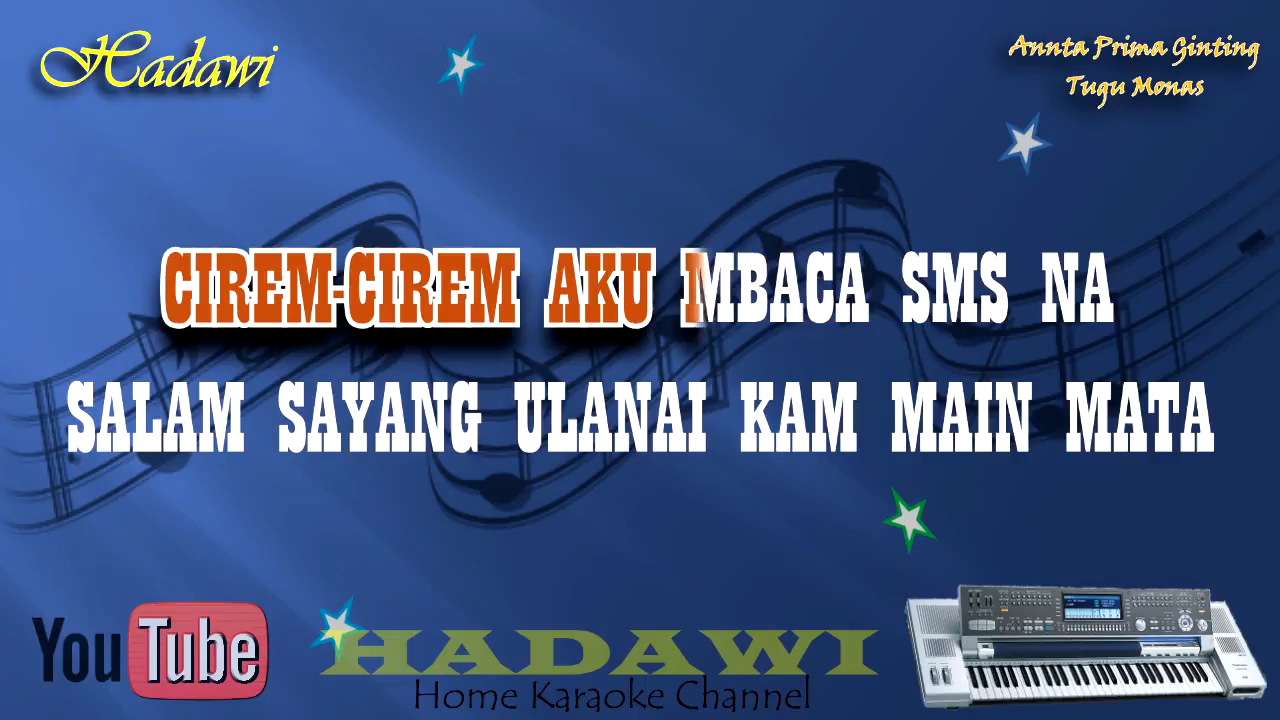 Hadawi
Annta Prima Ginting
Tugu Monas
CIREM-CIREM AKU MBACA SMS NA
SALAM SAYANG ULANAI KAM MAIN MATA
YouTube
HADAWI
Home Karaoke Channel